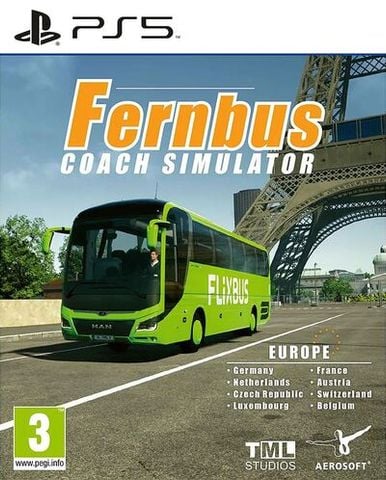 PS5
Fernbus
COACH SIMULATOR
FLiXBUS
MAN
EUROPE
• Germany
• Netherlands
• Czech Republic
• Luxembourg
• France
• Austria
• Switzerland
• Belgium
3
www.pegi.info
TML
STUDIOS
AEROSOFT